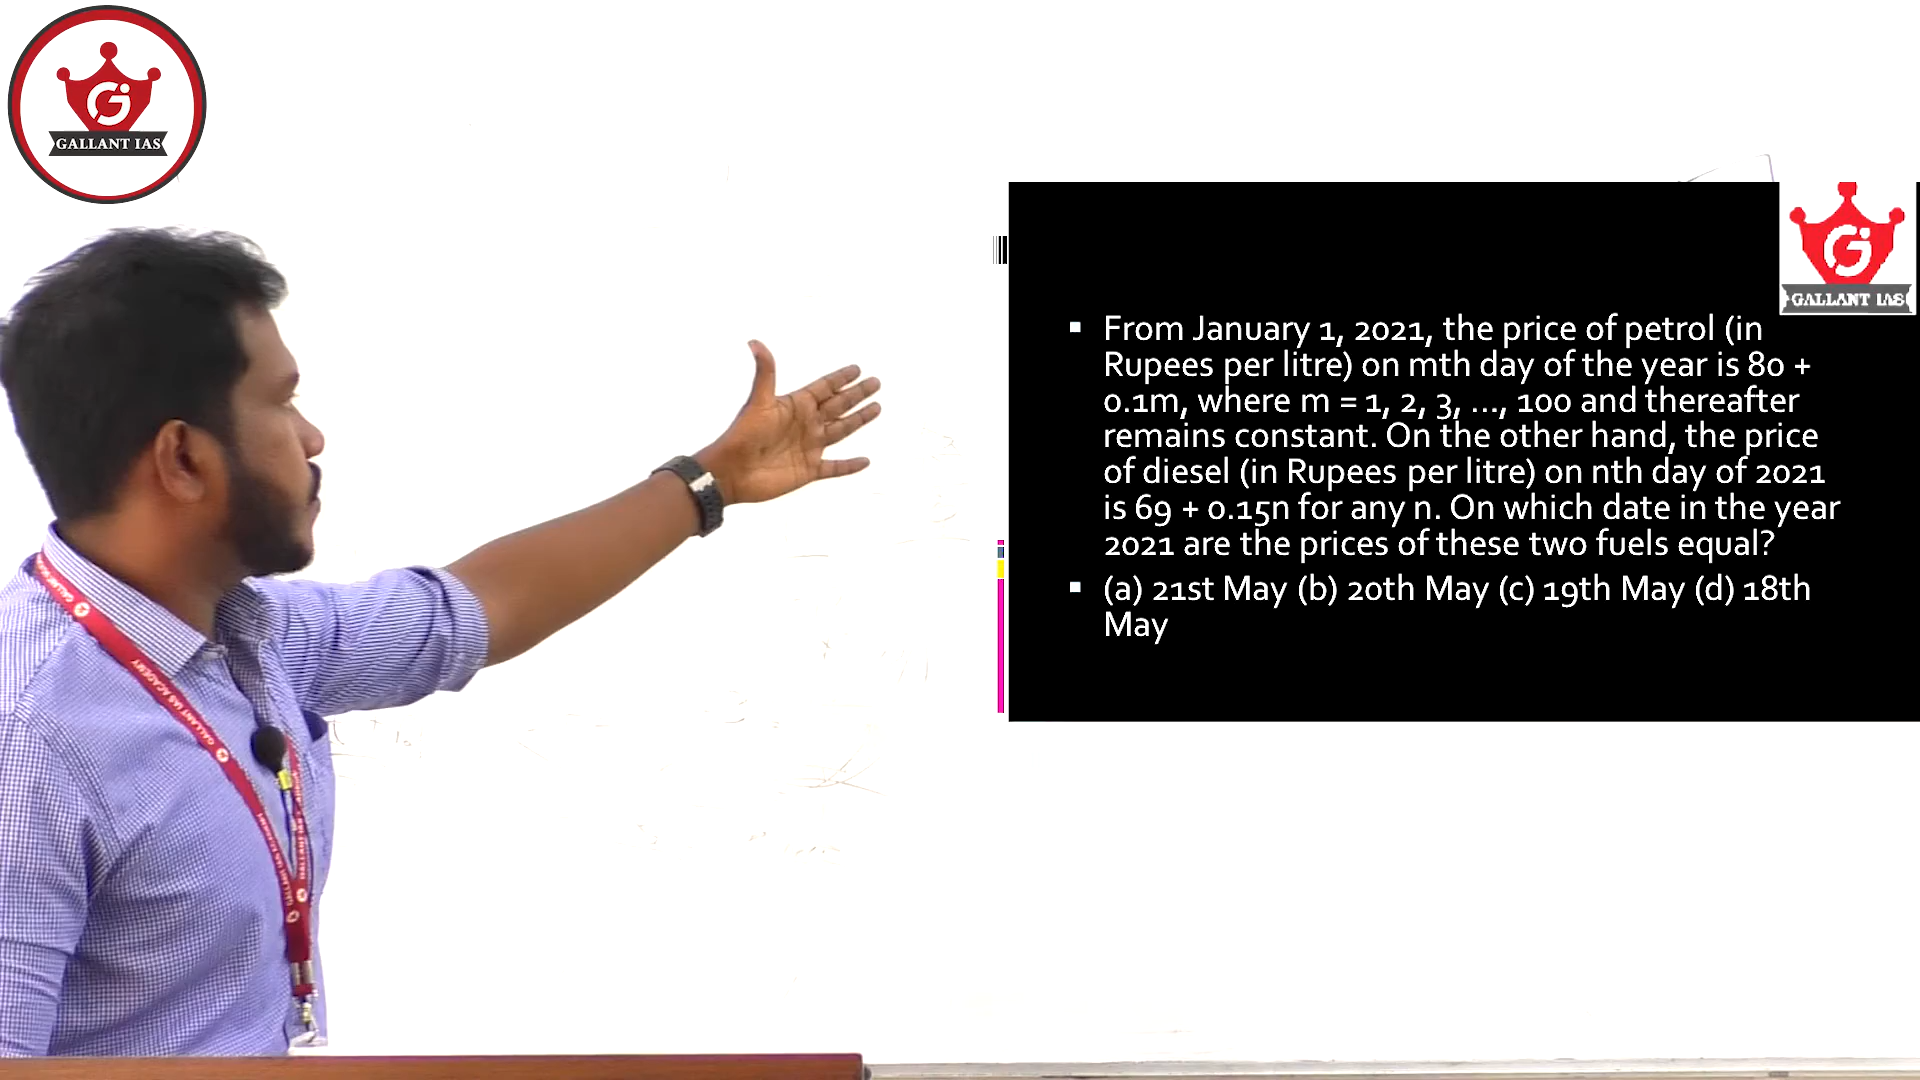 GALLANT IAS
GALLANT IAS
From January 1, 2021, the price of petrol (in
Rupees per litre) on mth day of the year is 80 +
0.1m, where m = 1, 2, 3, ..., 100 and thereafter
remains constant. On the other hand, the price
of diesel (in Rupees per litre) on nth day of 2021
is 69 + 0.15n for any n. On which date in the year
2021 are the prices of these two fuels equal?
(a) 21st May (b) 20th May (c) 19th May (d) 18th
May
GALLANT IAS ACADEMY